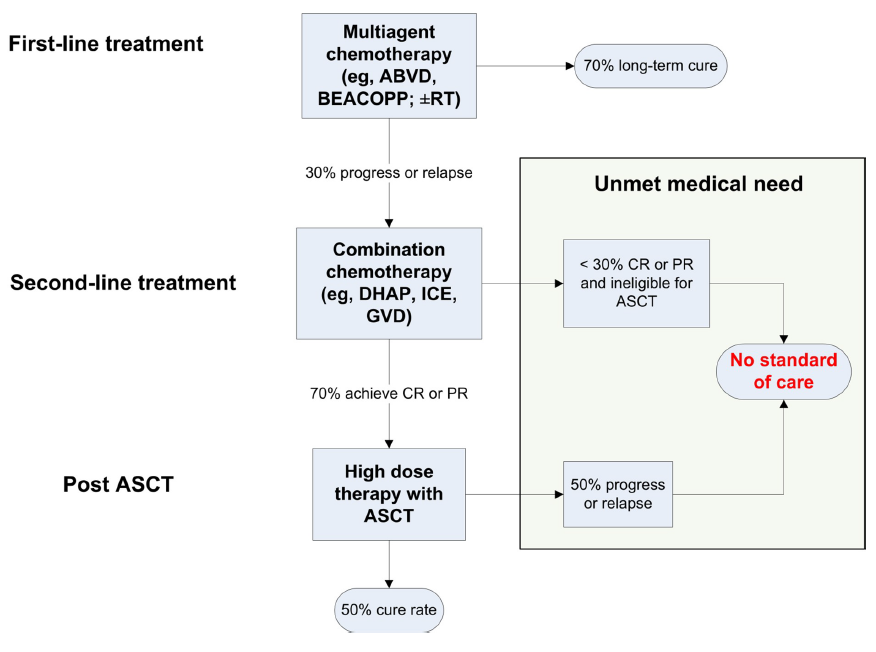 First-line treatment
Multiagent
chemotherapy
(eg, ABVD,
BEACOPP; ±RT)
70% long-term cure
30% progress or relapse
Unmet medical need
Second-line treatment
Combination
chemotherapy
(eg, DHAP, ICE,
GVD)
< 30% CR or PR
and ineligible for
ASCT
No standard
of care
70% achieve CR or PR
Post ASCT
High dose
therapy with
ASCT
50% progress
or relapse
50% cure rate